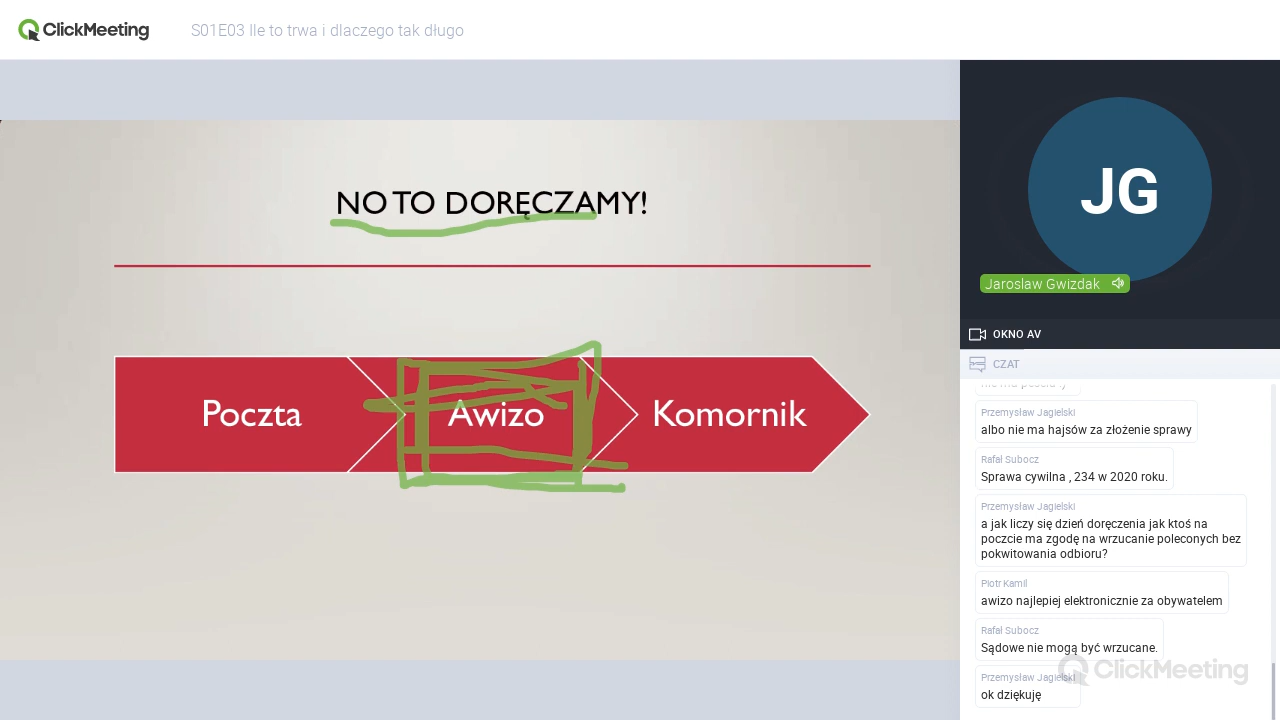 ClickMeeting
S01E03 Ile to trwa i dlaczego tak długo
NO TO DORĘCZAMY!
Poczta
Awizo
Komornik
JG
Jaroslaw Gwizdak
OKNO AV
CZAT
Przemysław Jagielski
albo nie ma hajsów za złożenie sprawy
Rafał Subocz
Sprawa cywilna , 234 w 2020 roku.
Przemysław Jagielski
a jak liczy się dzień doręczenia jak ktoś na
poczcie ma zgodę na wrzucanie poleconych bez
pokwitowania odbioru?
Piotr Kamil
awizo najlepiej elektronicznie za obywatelem
Rafał Subocz
Sądowe nie mogą być wrzucane.
Przemysław Jagielski
ok dziękuję
ClickMeeting